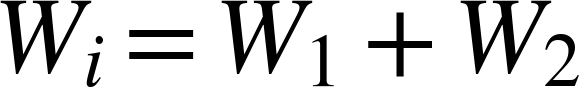 W_i = W_1 + W_2